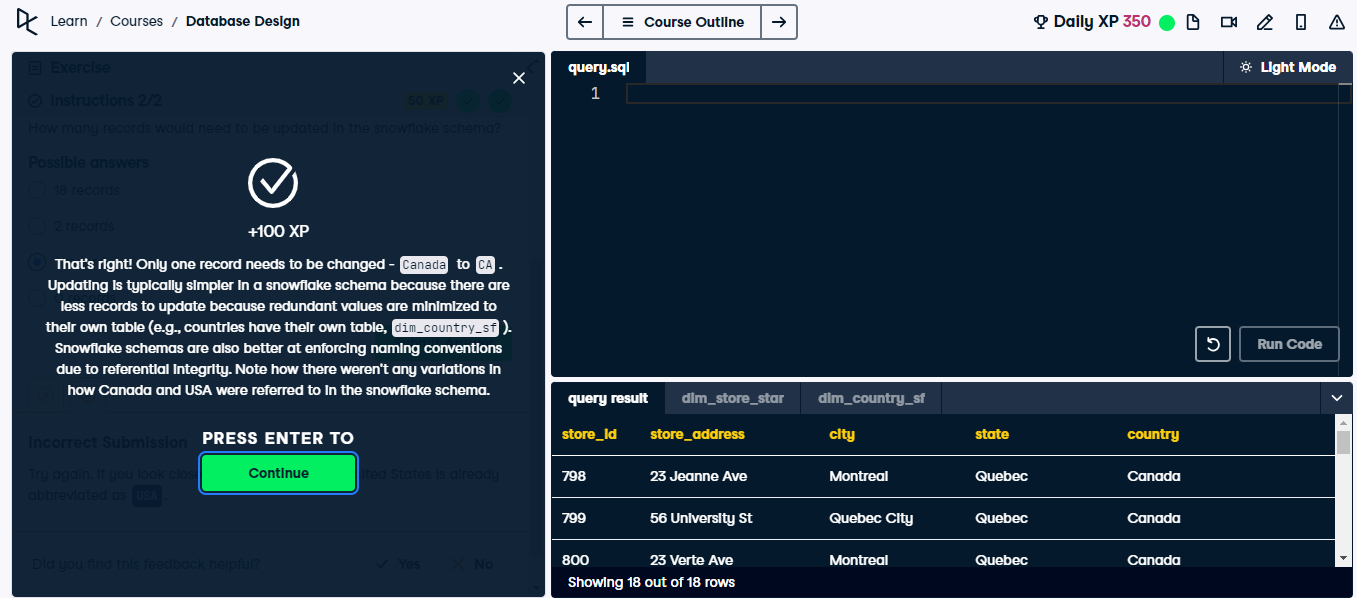 Learn / Courses / Database Design
Course Outline
Daily XP 350
Exercise
Instructions 2/2
50 XP
How many records would need to be updated in the snowflake schema?
Possible answers
18 records
2 records
+100 XP
That's right! Only one record needs to be changed - Canada to CA .
Updating is typically simpler in a snowflake schema because there are
less records to update because redundant values are minimized to
their own table (e.g., countries have their own table, dim_country_sf ).
Snowflake schemas are also better at enforcing naming conventions
due to referential integrity. Note how there weren't any variations in
how Canada and USA were referred to in the snowflake schema.
Incorrect Submission
PRESS ENTER TO
Continue
Try again. If you look clos
ited States is already
abbreviated as USA
Did you find this feedback helpful?
Yes
No
query.sql
Light Mode
1
Run Code
query result
dim_store_star
dim_country_sf
store_id store_address city state country
798 23 Jeanne Ave Montreal Quebec Canada
799 56 University St Quebec City Quebec Canada
800 23 Verte Ave Montreal Quebec Canada
Showing 18 out of 18 rows